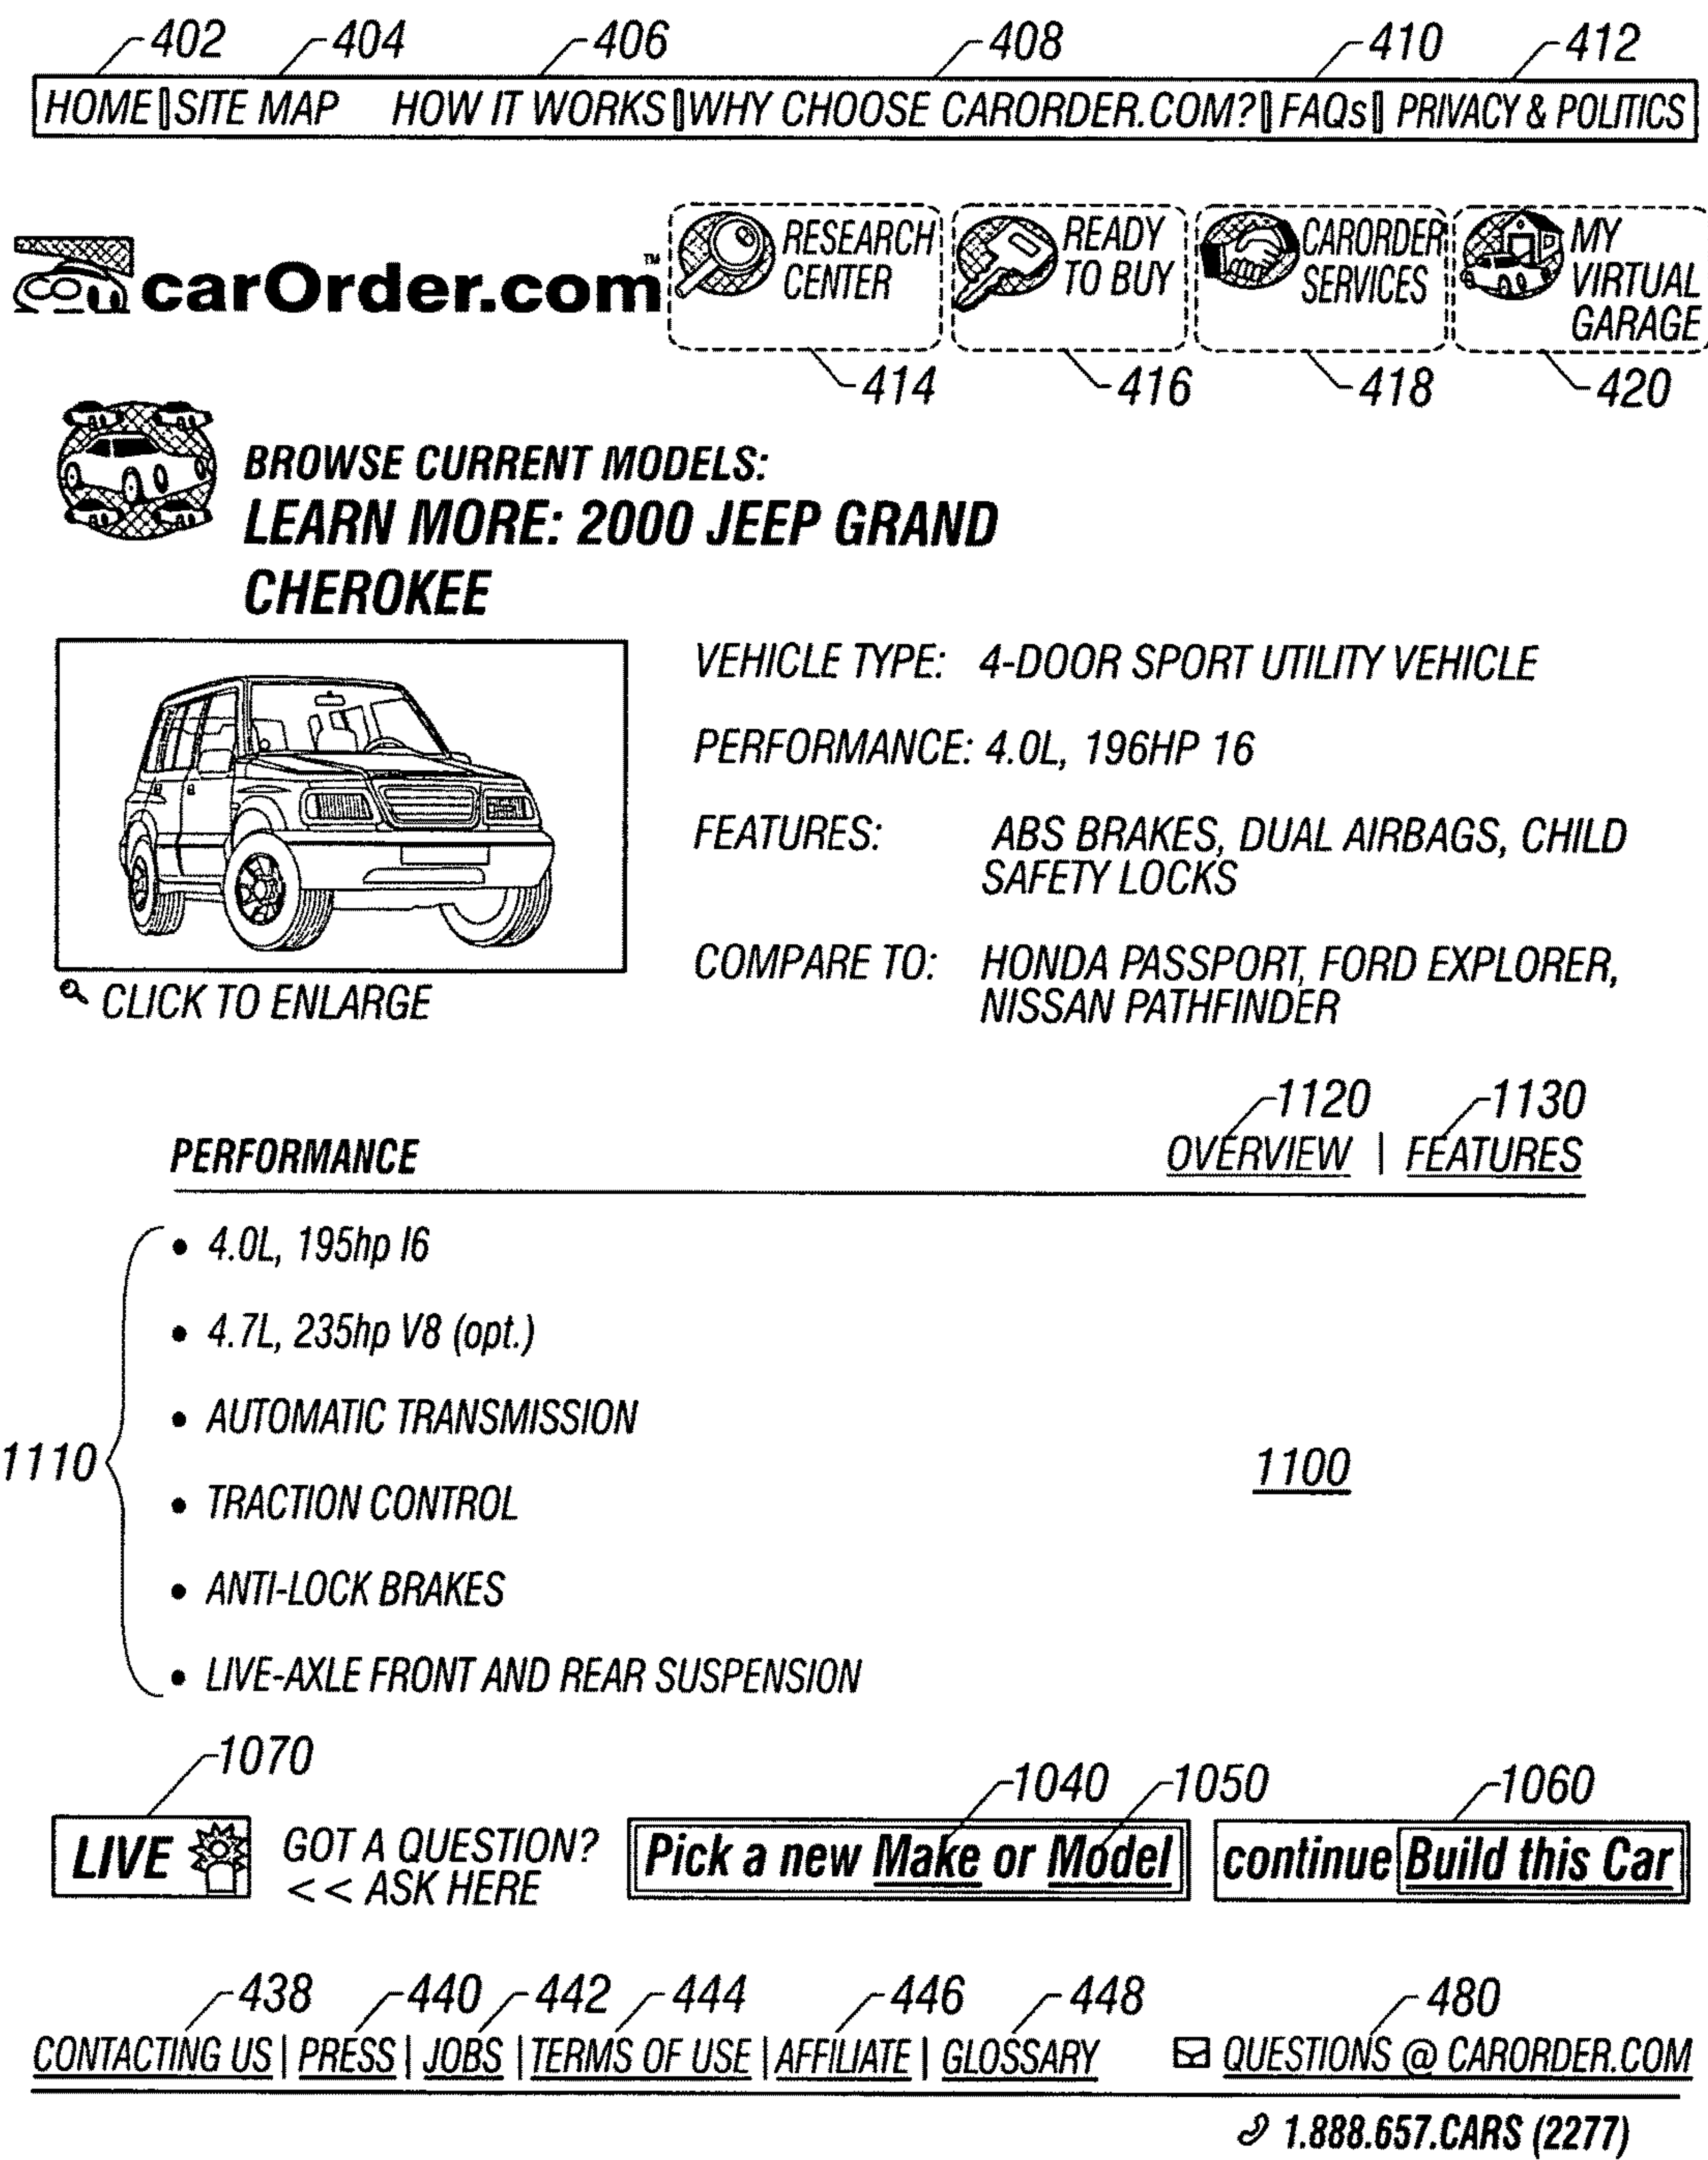 402 404 406 408 410 412
HOME SITE MAP HOW IT WORKS WHY CHOOSE CARORDER.COM? FAQs PRIVACY & POLITICS
carOrder.com™
RESEARCH
CENTER
READY
TO BUY
CARORDER
SERVICES
MY
VIRTUAL
GARAGE
414 416 418 420
BROWSE CURRENT MODELS:
LEARN MORE: 2000 JEEP GRAND
CHEROKEE
CLICK TO ENLARGE
VEHICLE TYPE: 4-DOOR SPORT UTILITY VEHICLE
PERFORMANCE: 4.0L, 196HP 16
FEATURES: ABS BRAKES, DUAL AIRBAGS, CHILD
SAFETY LOCKS
COMPARE TO: HONDA PASSPORT, FORD EXPLORER,
NISSAN PATHFINDER
1120 1130
PERFORMANCE OVERVIEW | FEATURES
• 4.0L, 195hp I6
• 4.7L, 235hp V8 (opt.)
• AUTOMATIC TRANSMISSION
1110
1100
• TRACTION CONTROL
• ANTI-LOCK BRAKES
• LIVE-AXLE FRONT AND REAR SUSPENSION
1070 1040 1050 1060
LIVE
GOT A QUESTION?
<< ASK HERE
Pick a new Make or Model
continue Build this Car
438 440 442 444 446 448 480
CONTACTING US | PRESS | JOBS | TERMS OF USE | AFFILIATE | GLOSSARY QUESTIONS @ CARORDER.COM
1.888.657.CARS (2277)